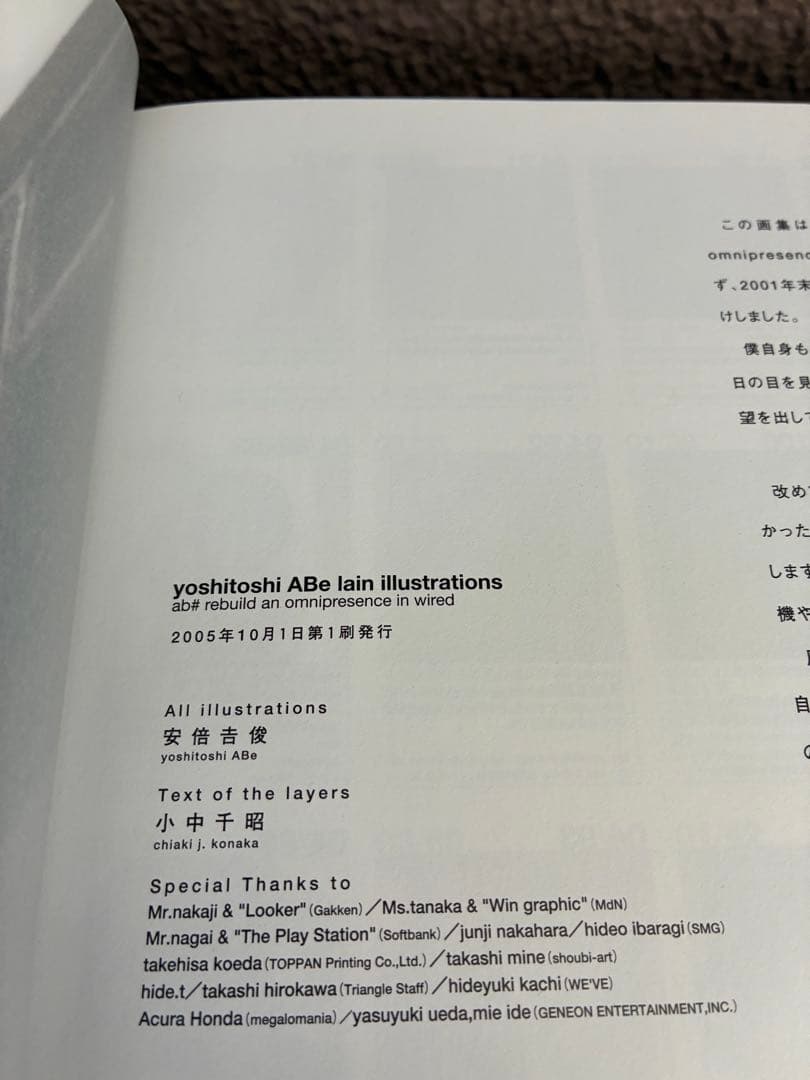 この画集は
omnipresenc
ず、2001年末
けしました。
僕自身も
日の目を見
望を出して
改めて
かった
します
機や
自
の
yoshitoshi ABe lain illustrations
ab# rebuild an omnipresence in wired
2005年10月1日第1刷発行
All illustrations
安倍吉俊
yoshitoshi ABe
Text of the layers
小中千昭
chiaki j. konaka
Special Thanks to
Mr.nakaji & "Looker"(Gakken)／Ms.tanaka & "Win graphic"(MdN)
Mr.nagai & "The Play Station"(Softbank)／junji nakahara／hideo ibaragi(SMG)
takehisa koeda(TOPPAN Printing Co.,Ltd.)／takashi mine(shoubi-art)
hide.t／takashi hirokawa(Triangle Staff)／hideyuki kachi(WE'VE)
Acura Honda(megalomania)／yasuyuki ueda,mie ide(GENEON ENTERTAINMENT,INC.)